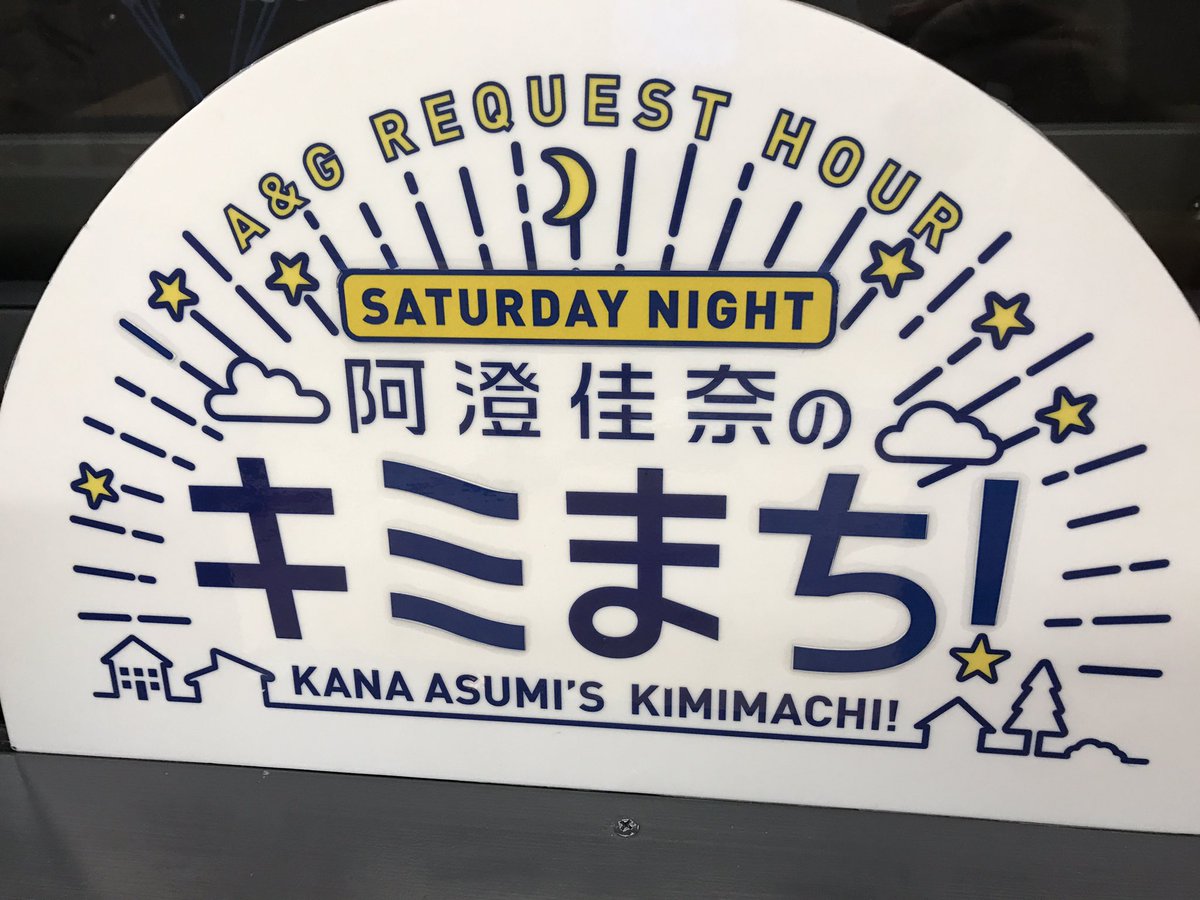 A&G REQUEST HOUR
SATURDAY NIGHT
阿澄佳奈の
キミまち!
KANA ASUMI'S KIMIMACHI!